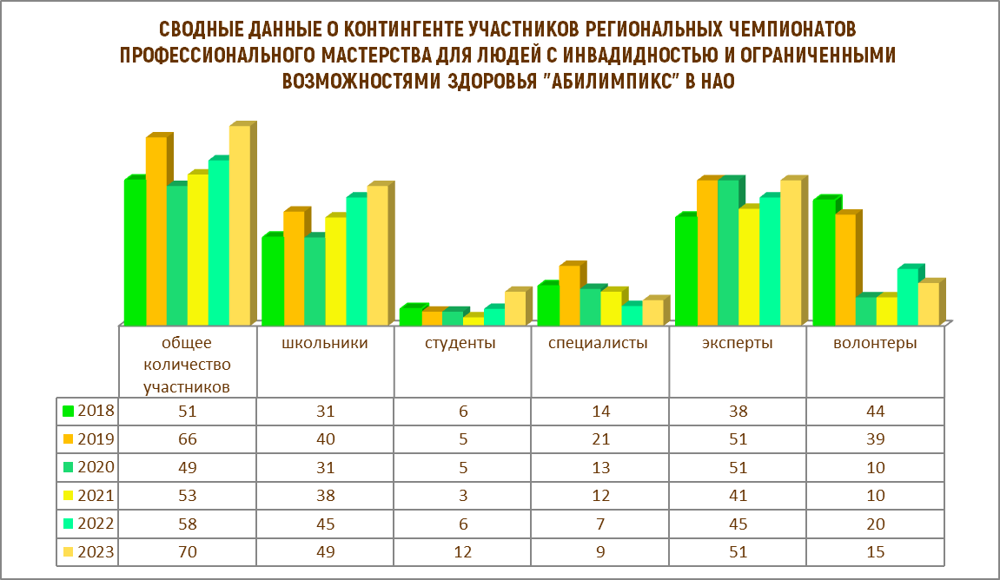 СВОДНЫЕ ДАННЫЕ О КОНТИНГЕНТЕ УЧАСТНИКОВ РЕГИОНАЛЬНЫХ ЧЕМПИОНАТОВ
ПРОФЕССИОНАЛЬНОГО МАСТЕРСТВА ДЛЯ ЛЮДЕЙ С ИНВАДИДНОСТЬЮ И ОГРАНИЧЕННЫМИ
ВОЗМОЖНОСТЯМИ ЗДОРОВЬЯ "АБИЛИМПИКС" В НАО
общее количество участников школьники студенты специалисты эксперты волонтеры
2018 51 31 6 14 38 44
2019 66 40 5 21 51 39
2020 49 31 5 13 51 10
2021 53 38 3 12 41 10
2022 58 45 6 7 45 20
2023 70 49 12 9 51 15